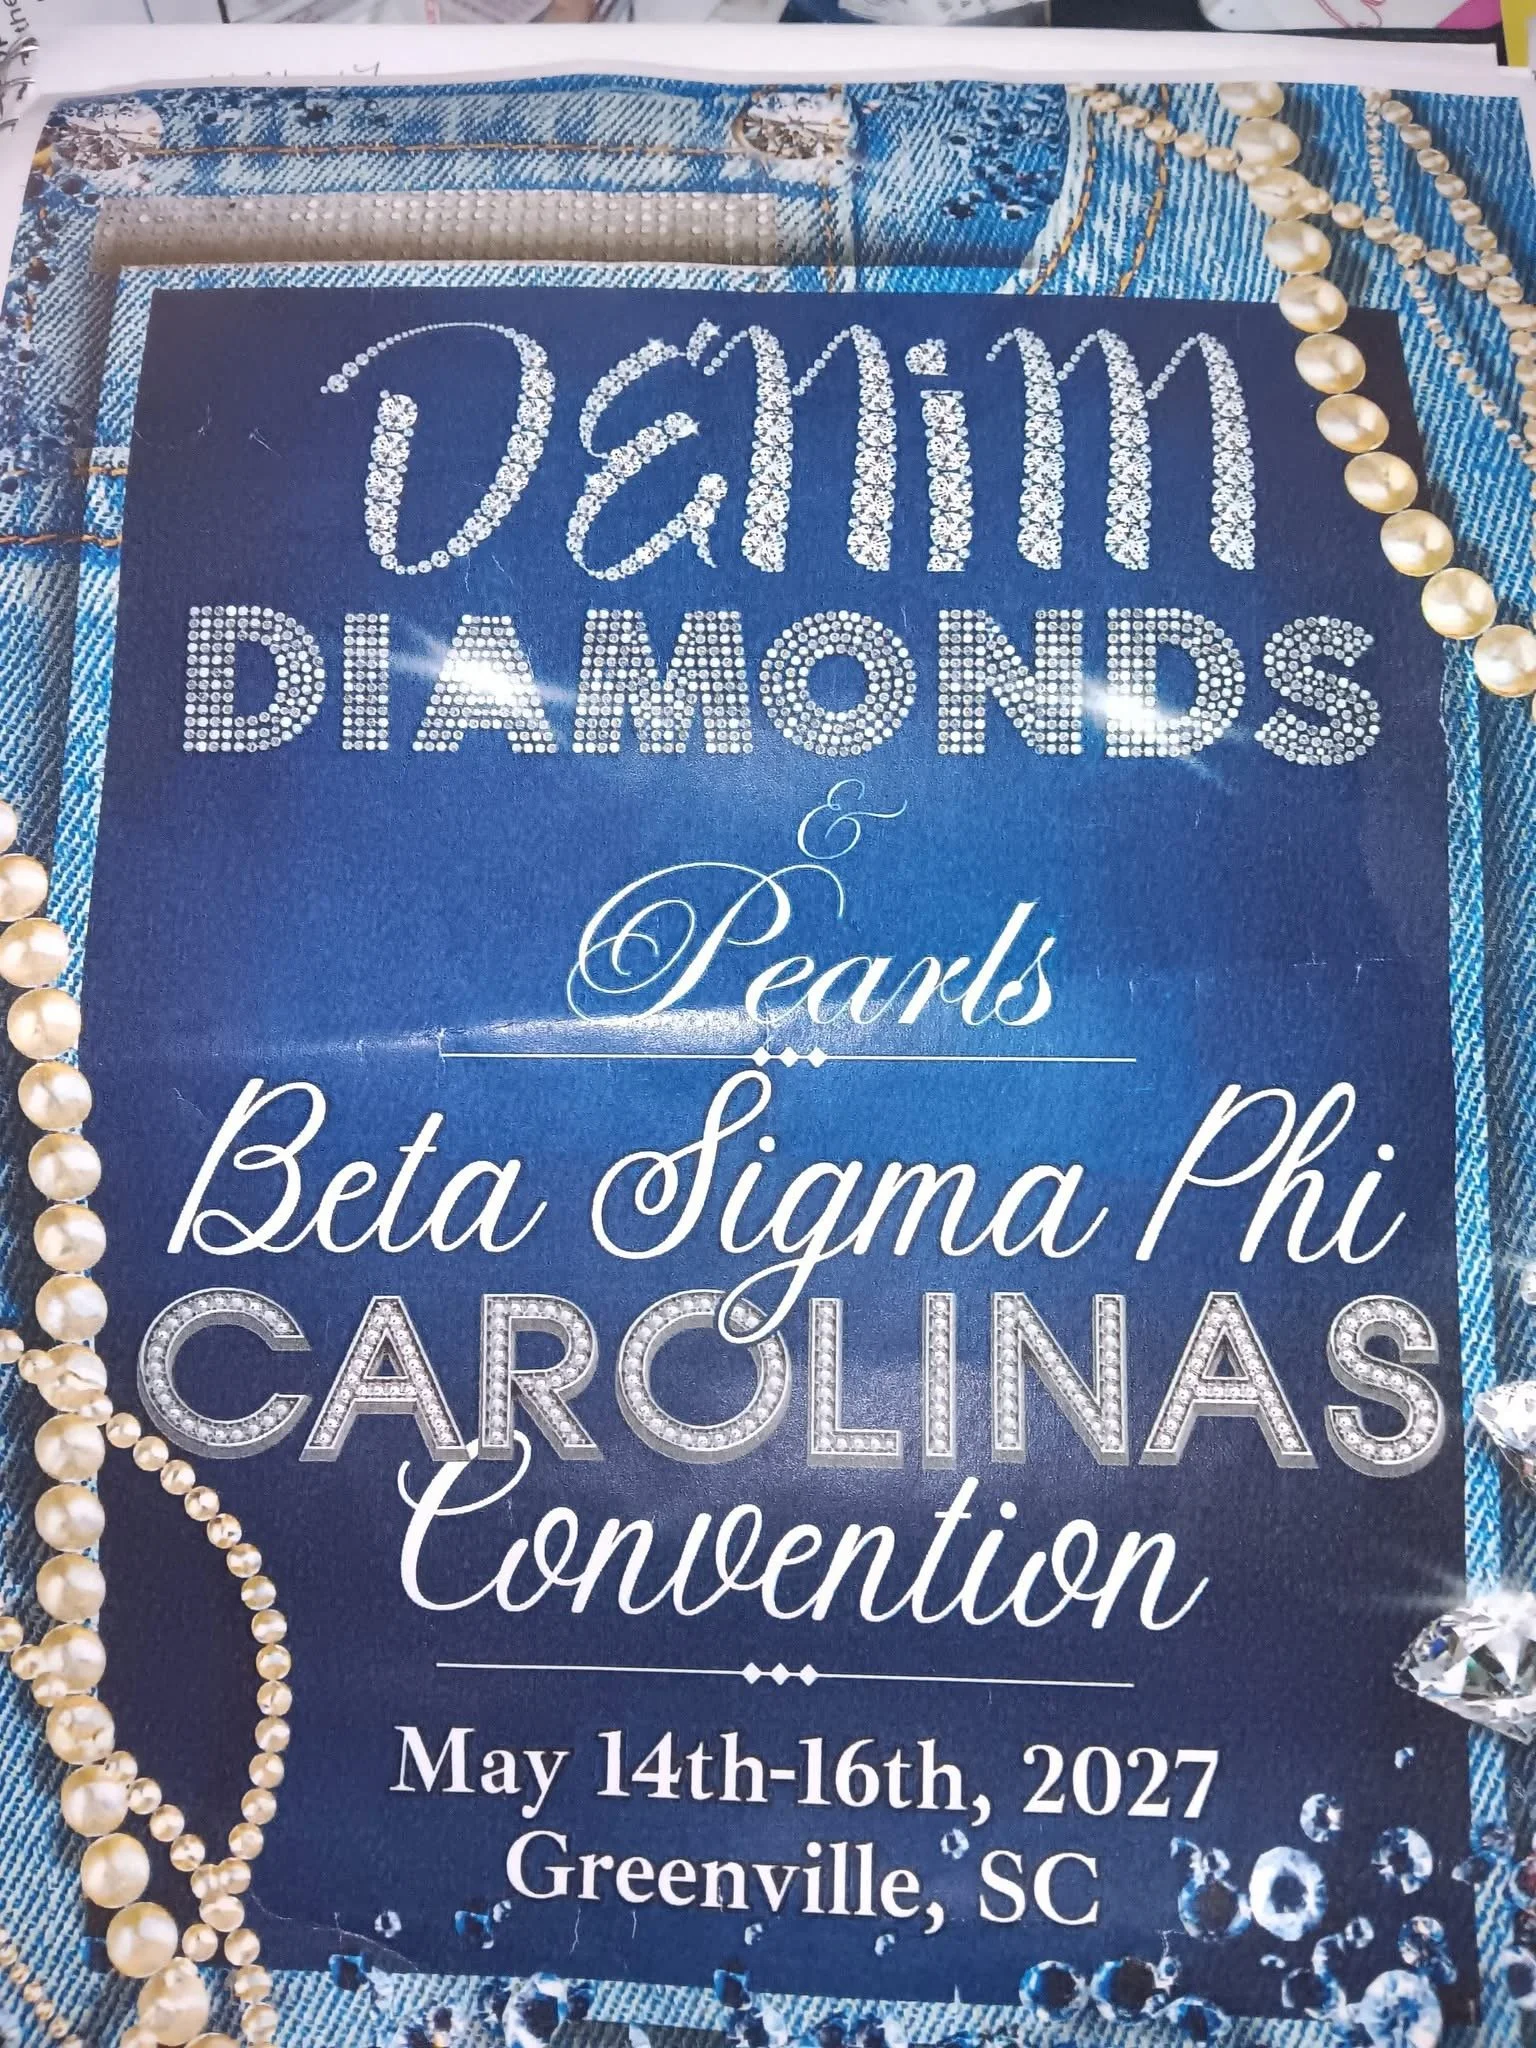 DENiM
DIAMONDS
&
Pearls
Beta Sigma Phi
CAROLINAS
Convention
May 14th-16th, 2027
Greenville, SC